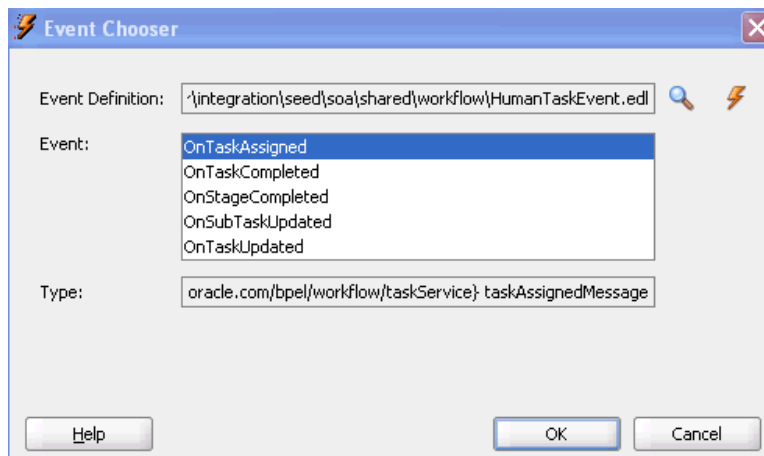 Event Chooser
Event Definition: \integration\seed\soa\shared\workflow\HumanTaskEvent.edl
Event:
OnTaskAssigned
OnTaskCompleted
OnStageCompleted
OnSubTaskUpdated
OnTaskUpdated
Type: oracle.com/bpel/workflow/taskService} taskAssignedMessage
Help OK Cancel